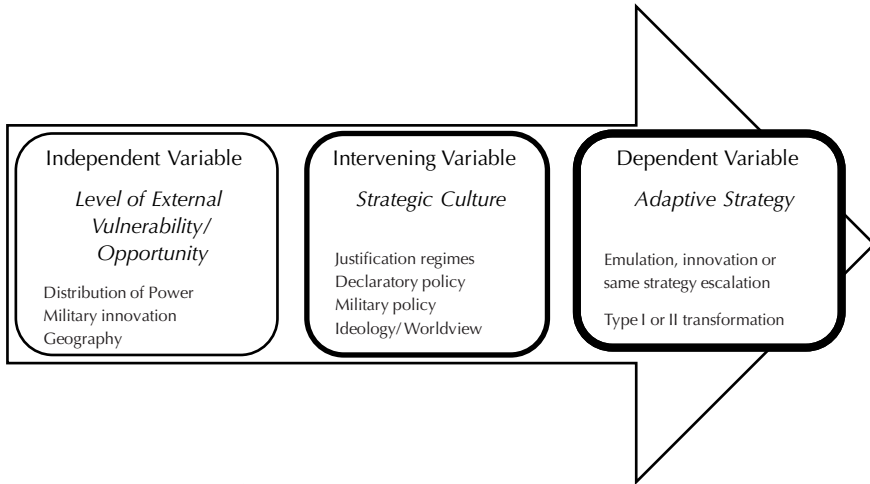 Independent Variable
Level of External
Vulnerability/
Opportunity
Distribution of Power
Military innovation
Geography
Intervening Variable
Strategic Culture
Justification regimes
Declaratory policy
Military policy
Ideology/ Worldview
Dependent Variable
Adaptive Strategy
Emulation, innovation or
same strategy escalation
Type I or II transformation